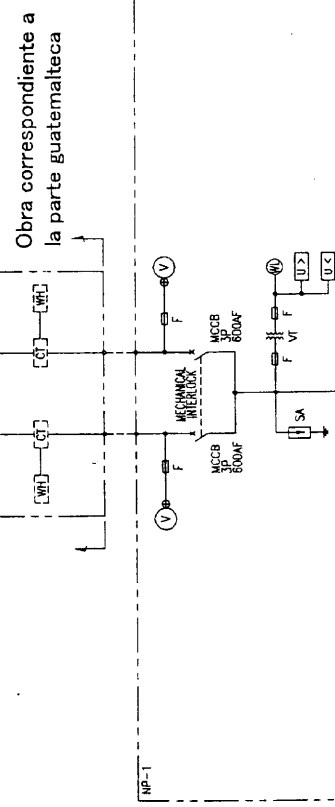 Obra correspondiente a
la parte guatemalteca
WH
CT
CT
WH
V
F
F
V
MECHANICAL
INTERLOCK
MCCB
3P
600AF
MCCB
3P
600AF
WL
U >
U <
F
VT
F
SA
NP-1